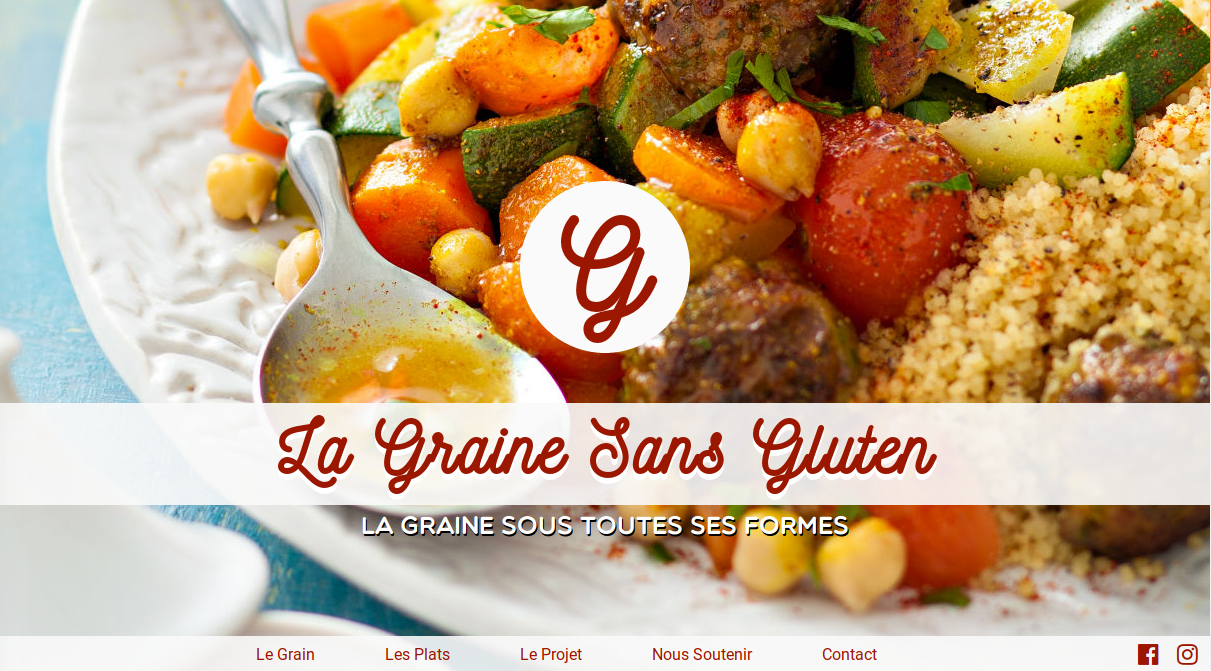 G
La Graine Sans Gluten
LA GRAINE SOUS TOUTES SES FORMES
Le Grain Les Plats Le Projet Nous Soutenir Contact